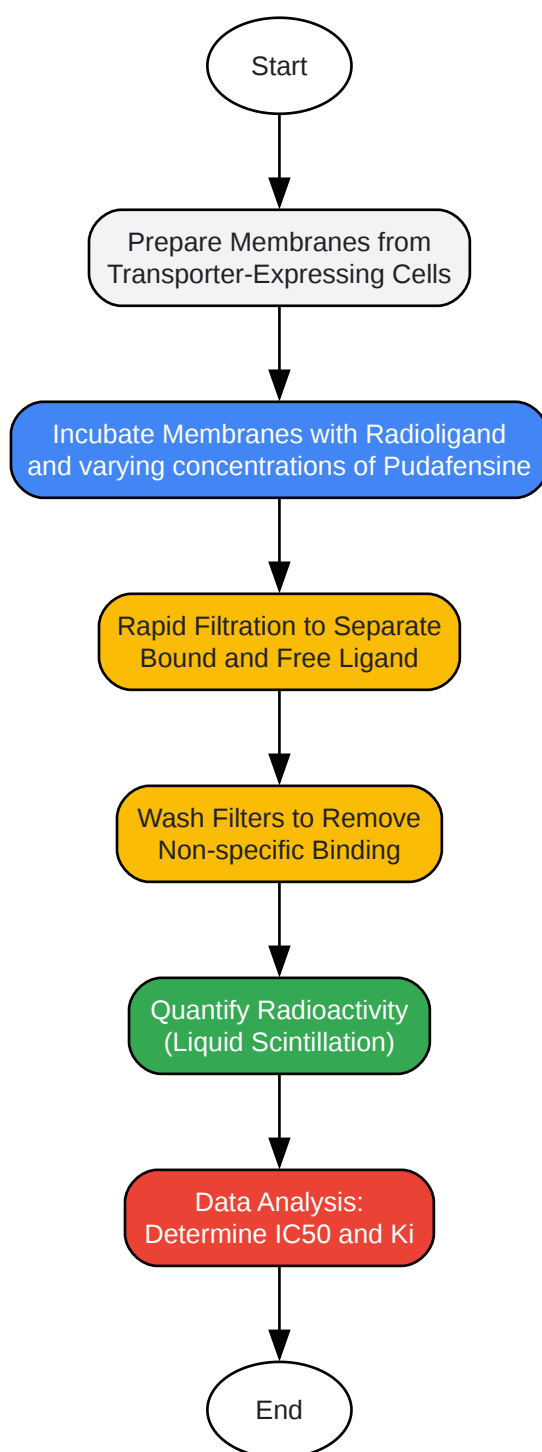 Start
Prepare Membranes from
Transporter-Expressing Cells
Incubate Membranes with Radioligand
and varying concentrations of Pudafensine
Rapid Filtration to Separate
Bound and Free Ligand
Wash Filters to Remove
Non-specific Binding
Quantify Radioactivity
(Liquid Scintillation)
Data Analysis:
Determine IC50 and Ki
End